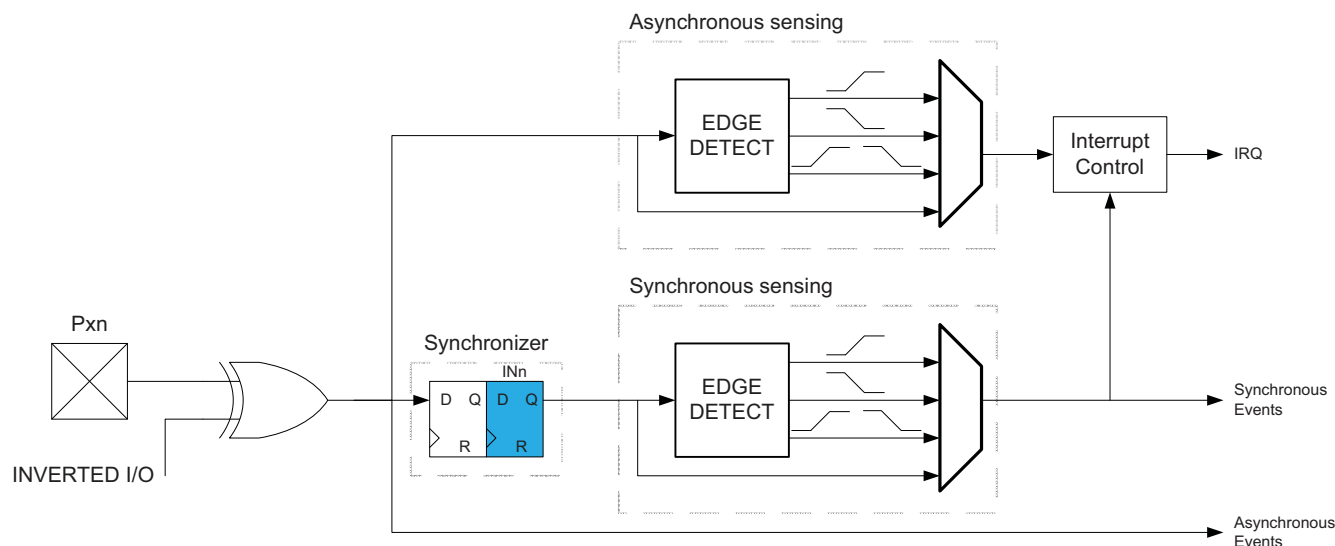 Asynchronous sensing
EDGE
DETECT
Interrupt
Control
IRQ
Synchronous sensing
Pxn
Synchronizer
INn
D Q D Q
R R
EDGE
DETECT
Synchronous
Events
INVERTED I/O
Asynchronous
Events